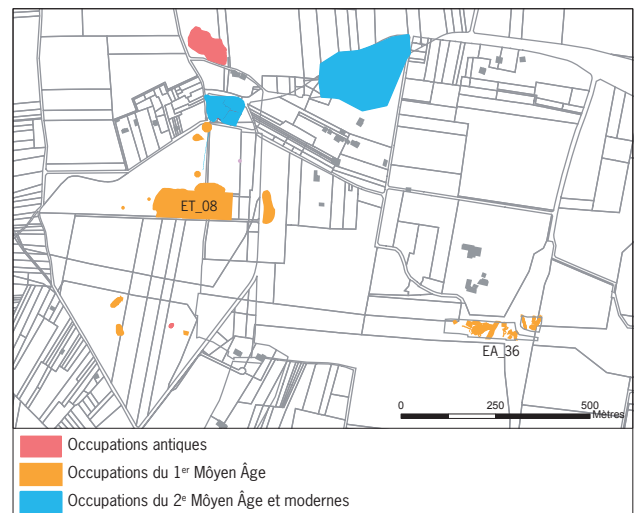 ET_08
EA_36
0 250 500
Mètres
Occupations antiques
Occupations du 1er Môyen Âge
Occupations du 2e Môyen Âge et modernes